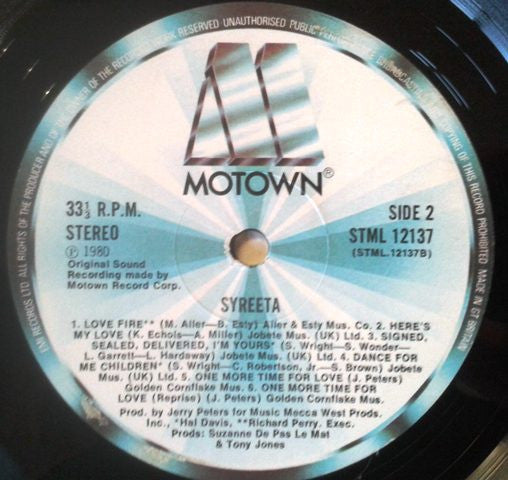 EMI RECORDS LTD ALL RIGHTS OF THE PRODUCER AND OF THE OWNER OF THE RECORDED WORK RESERVED UNAUTHORISED PUBLIC PERFORMANCE BROADCASTING COPYING OF THIS RECORD PROHIBITED MADE IN GT BRITAIN
M
MOTOWN®
33⅓ R.P.M.
STEREO
℗ 1980
Original Sound
Recording made by
Motown Record Corp.
SIDE 2
STML 12137
(STML.12137B)
SYREETA
1. LOVE FIRE** (M. Aller—B. Esty) Aller & Esty Mus. Co. 2. HERE'S
MY LOVE (K. Echols—A. Miller) Jobete Mus. (UK) Ltd. 3. SIGNED,
SEALED, DELIVERED, I'M YOURS* (S. Wright—S. Wonder—
L. Garrett—L. Hardaway) Jobete Mus. (UK) Ltd. 4. DANCE FOR
ME CHILDREN* (S. Wright—C. Robertson, Jr.—S. Brown) Jobete
Mus. (UK) Ltd. 5. ONE MORE TIME FOR LOVE (J. Peters)
Golden Cornflake Mus. 6. ONE MORE TIME FOR
LOVE (Reprise) (J. Peters) Golden Cornflake Mus.
Prod. by Jerry Peters for Music Mecca West Prods.
Inc., *Hal Davis, **Richard Perry. Exec.
Prods: Suzanne De Pas Le Mat
& Tony Jones